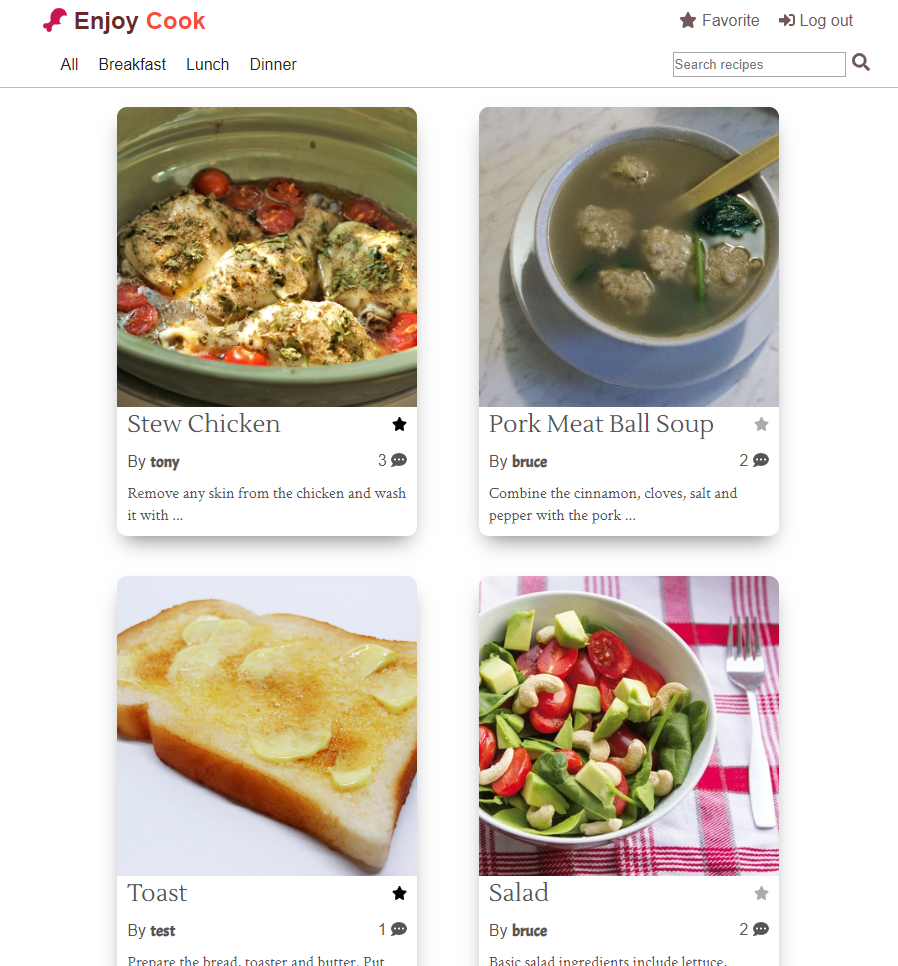 Enjoy Cook
Favorite
Log out
All
Breakfast
Lunch
Dinner
Search recipes
Stew Chicken
By tony
3
Remove any skin from the chicken and wash
it with ...
Pork Meat Ball Soup
By bruce
2
Combine the cinnamon, cloves, salt and
pepper with the pork ...
Toast
By test
1
Prepare the bread, toaster and butter. Put
Salad
By bruce
2
Basic salad ingredients include lettuce,